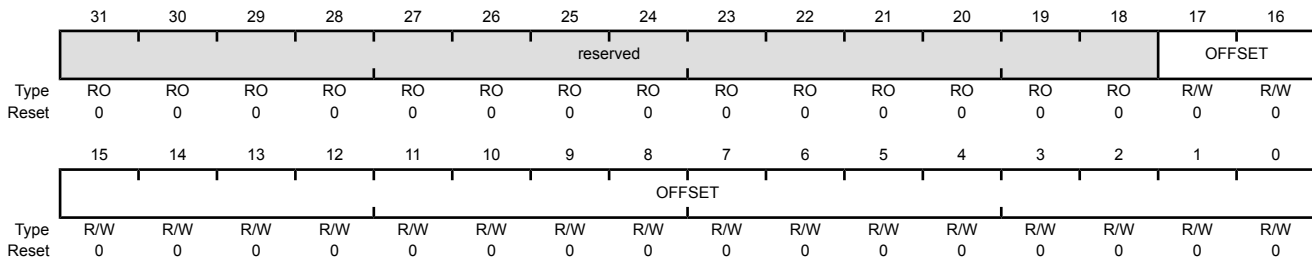 31 30 29 28 27 26 25 24 23 22 21 20 19 18 17 16
reserved OFFSET
Type RO RO RO RO RO RO RO RO RO RO RO RO RO RO R/W R/W
Reset 0 0 0 0 0 0 0 0 0 0 0 0 0 0 0 0
15 14 13 12 11 10 9 8 7 6 5 4 3 2 1 0
OFFSET
Type R/W R/W R/W R/W R/W R/W R/W R/W R/W R/W R/W R/W R/W R/W R/W R/W
Reset 0 0 0 0 0 0 0 0 0 0 0 0 0 0 0 0